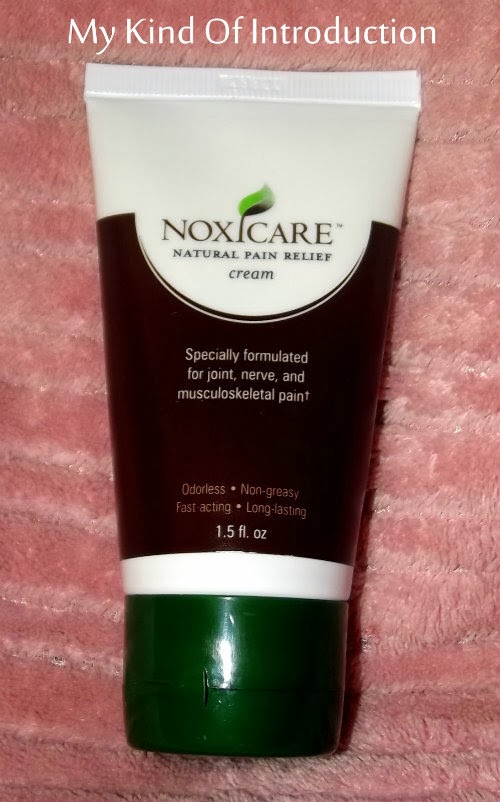 My Kind Of Introduction
NOXICARE™
NATURAL PAIN RELIEF
cream
Specially formulated
for joint, nerve, and
musculoskeletal pain†
Odorless • Non-greasy
Fast-acting • Long-lasting
1.5 fl. oz